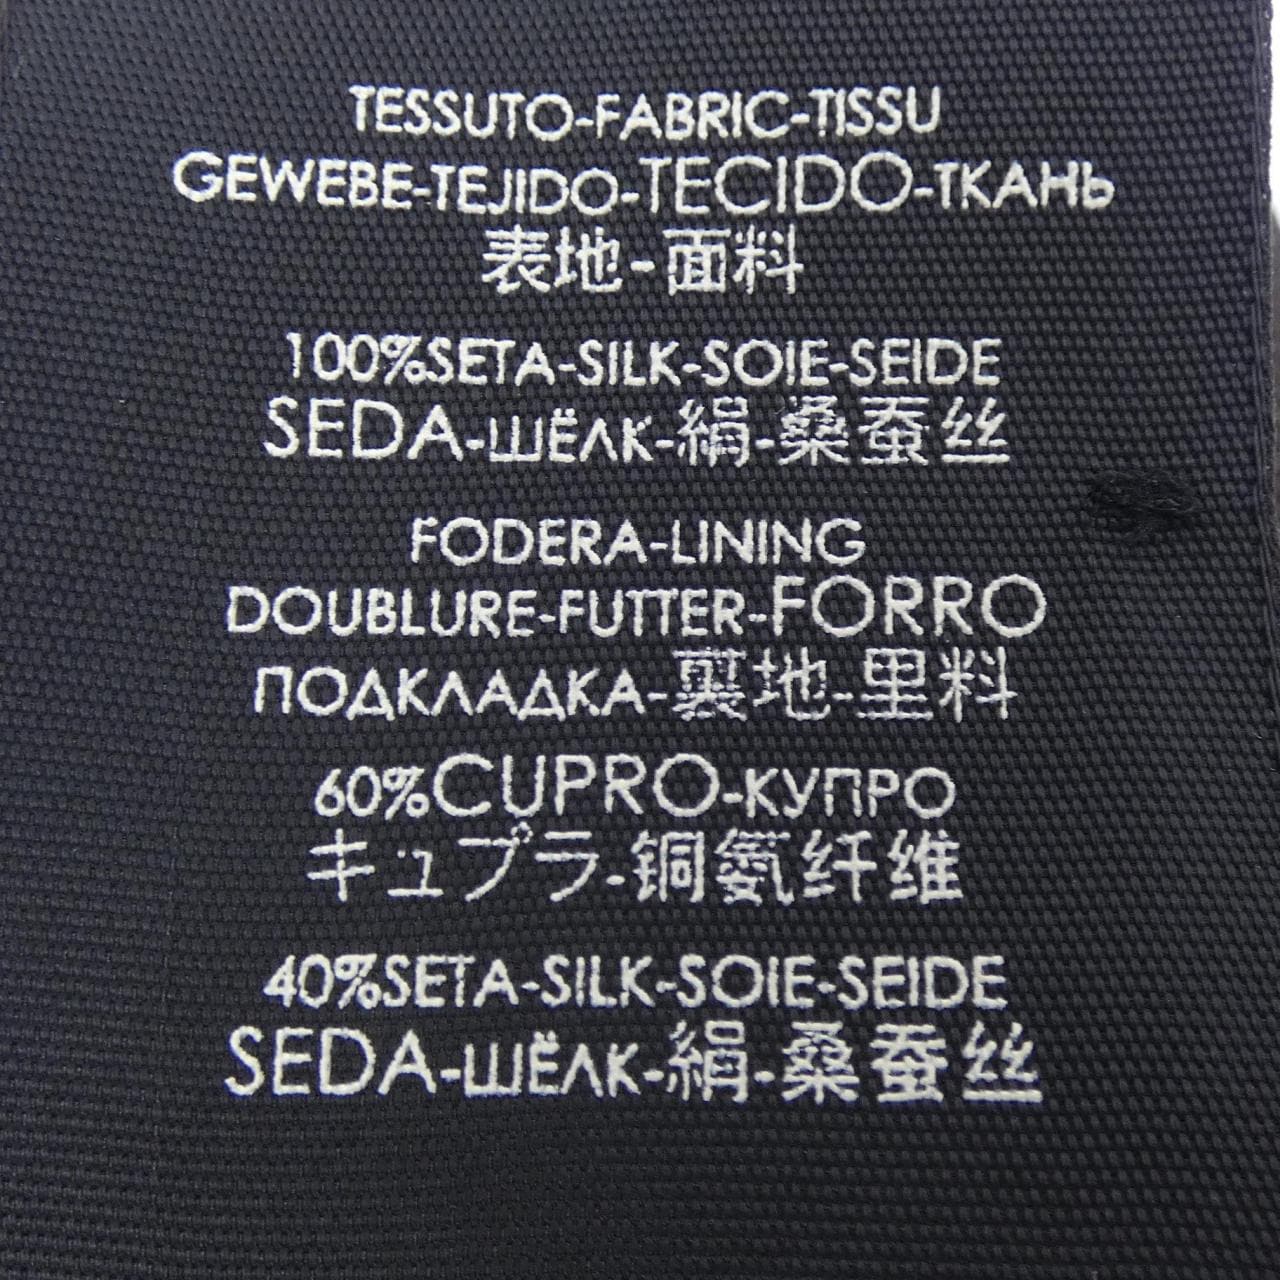 TESSUTO-FABRIC-TISSU
GEWEBE-TEJIDO-TECIDO-ТКАНЬ
表地-面料
100%SETA-SILK-SOIE-SEIDE
SEDA-ШЁЛК-絹-桑蚕丝
FODERA-LINING
DOUBLURE-FUTTER-FORRO
ПОДКЛАДКА-裏地-里料
60%CUPRO-КУПРО
キュプラ-铜氨纤维
40%SETA-SILK-SOIE-SEIDE
SEDA-ШЁЛК-絹-桑蚕丝